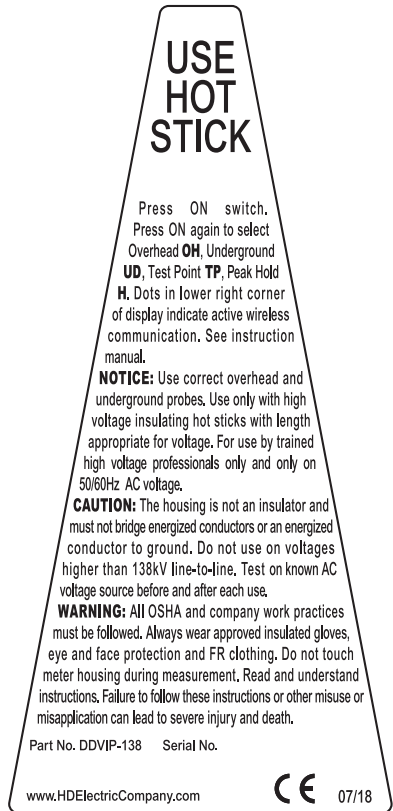 USE
HOT
STICK
Press ON switch.
Press ON again to select
Overhead OH, Underground
UD, Test Point TP, Peak Hold
H. Dots in lower right corner
of display indicate active wireless
communication. See instruction
manual.
NOTICE: Use correct overhead and
underground probes. Use only with high
voltage insulating hot sticks with length
appropriate for voltage. For use by trained
high voltage professionals only and only on
50/60Hz AC voltage.
CAUTION: The housing is not an insulator and
must not bridge energized conductors or an energized
conductor to ground. Do not use on voltages
higher than 138kV line-to-line. Test on known AC
voltage source before and after each use.
WARNING: All OSHA and company work practices
must be followed. Always wear approved insulated gloves,
eye and face protection and FR clothing. Do not touch
meter housing during measurement. Read and understand
instructions. Failure to follow these instructions or other misuse or
misapplication can lead to severe injury and death.
Part No. DDVIP-138 Serial No.
www.HDElectricCompany.com CE 07/18